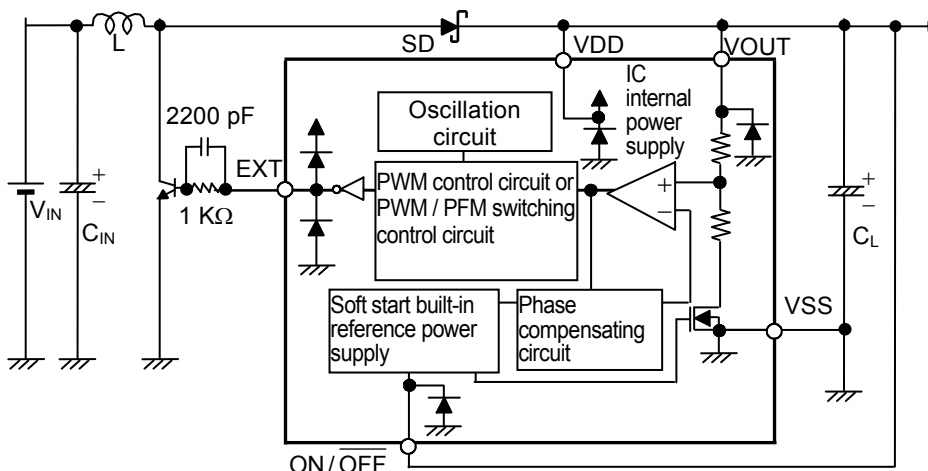 L
SD
VDD
VOUT
2200 pF
EXT
1 KΩ
Oscillation
circuit
IC
internal
power
supply
+
−
VIN
+
−
CIN
PWM control circuit or
PWM / PFM switching
control circuit
+
−
+
−
CL
Soft start built-in
reference power
supply
Phase
compensating
circuit
VSS
ON / OFF